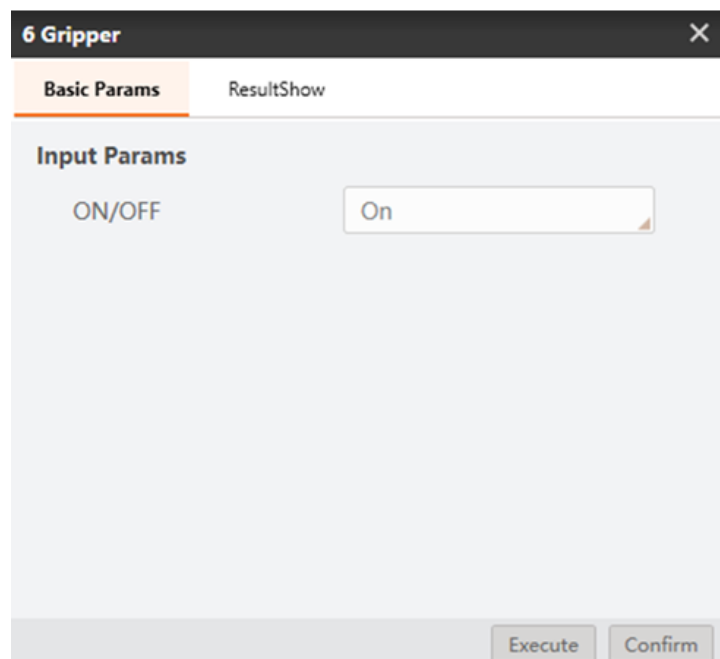 6 Gripper
Basic Params ResultShow
Input Params
ON/OFF On
Execute Confirm